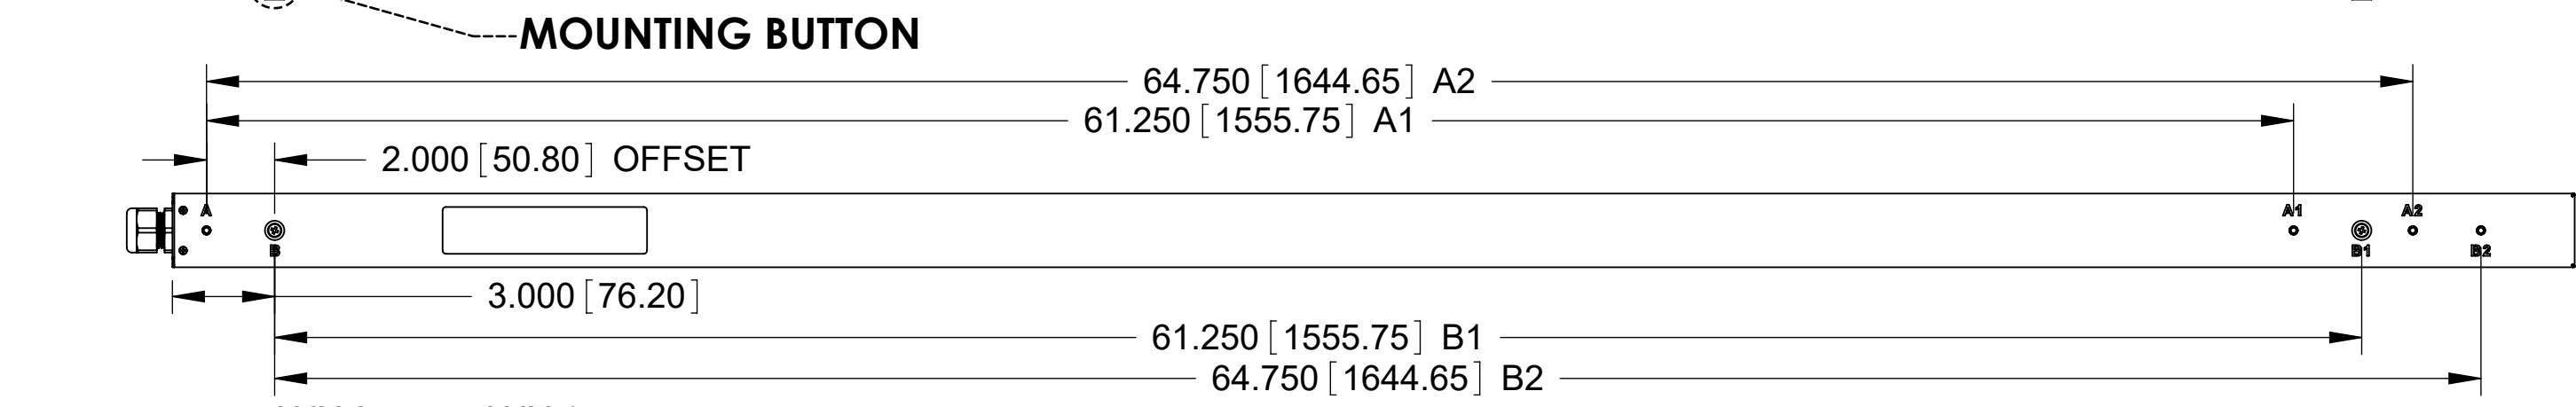 MOUNTING BUTTON
64.750 [1644.65] A2
61.250 [1555.75] A1
2.000 [50.80] OFFSET
A A1 A2
B B1 B2
3.000 [76.20]
61.250 [1555.75] B1
64.750 [1644.65] B2